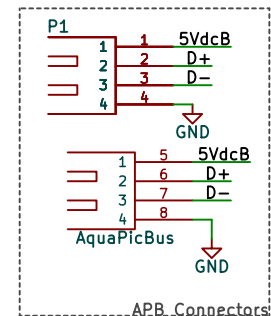 P1
1 1 5VdcB
2 2 D+
3 3 D-
4 4
GND
1 5 5VdcB
2 6 D+
3 7 D-
4 8
AquaPicBus
GND
APB Connectors